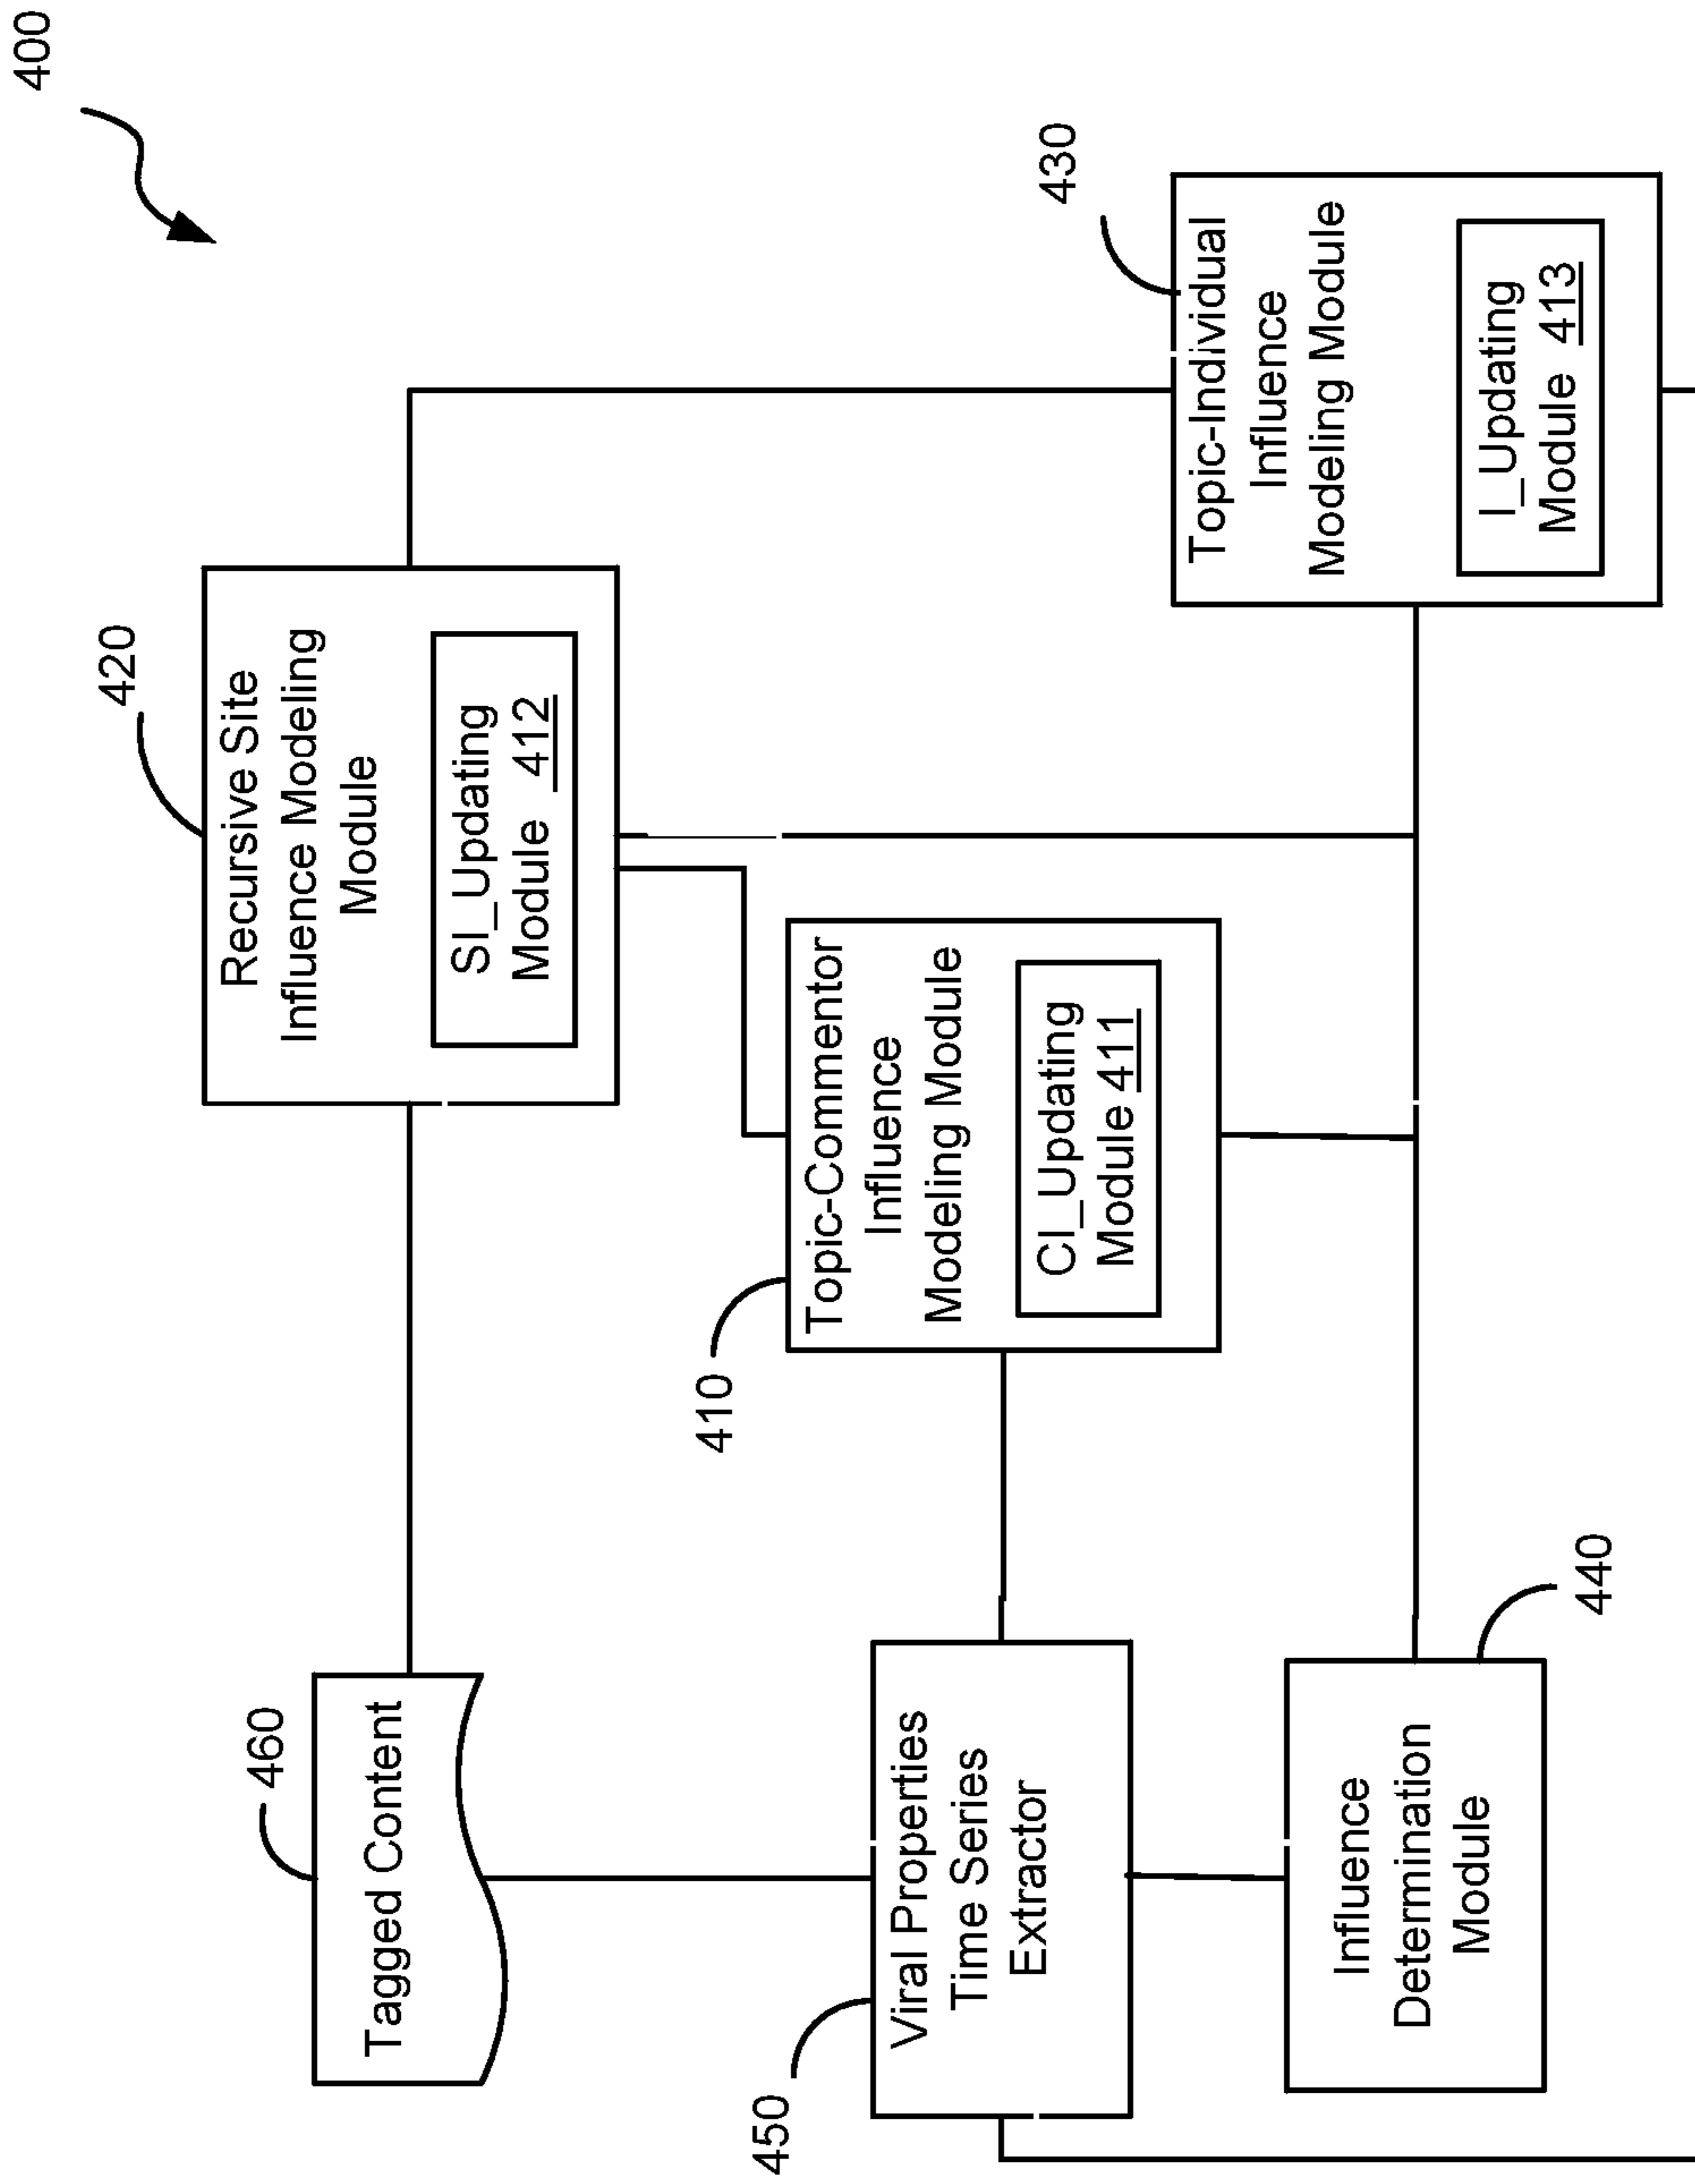 400
460
Tagged Content
420
Recursive Site
Influence Modeling
Module
SI_Updating
Module 412
410
Topic-Commentor
Influence
Modeling Module
CI_Updating
Module 411
430
Topic-Individual
Influence
Modeling Module
I_Updating
Module 413
450
Viral Properties
Time Series
Extractor
440
Influence
Determination
Module